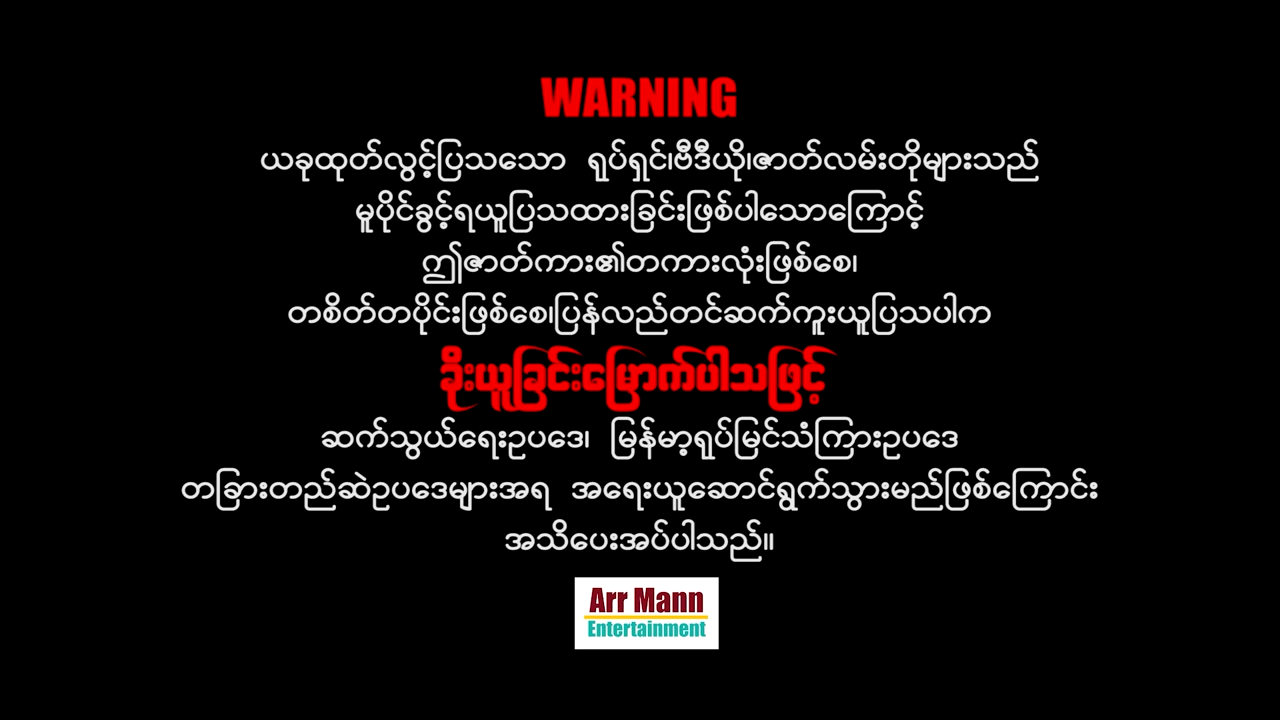 WARNING
ယခုထုတ်လွင့်ပြသသော ရုပ်ရှင်၊ဗီဒီယို၊ဇာတ်လမ်းတိုများသည်
မူပိုင်ခွင့်ရယူပြသထားခြင်းဖြစ်ပါသောကြောင့်
ဤဇာတ်ကား၏တကားလုံးဖြစ်စေ၊
တစိတ်တပိုင်းဖြစ်စေ၊ပြန်လည်တင်ဆက်ကူးယူပြသပါက
ခိုးယူခြင်းမြောက်ပါသဖြင့်
ဆက်သွယ်ရေးဥပဒေ၊ မြန်မာ့ရုပ်မြင်သံကြားဥပဒေ
တခြားတည်ဆဲဥပဒေများအရ အရေးယူဆောင်ရွက်သွားမည်ဖြစ်ကြောင်း
အသိပေးအပ်ပါသည်။
Arr Mann
Entertainment